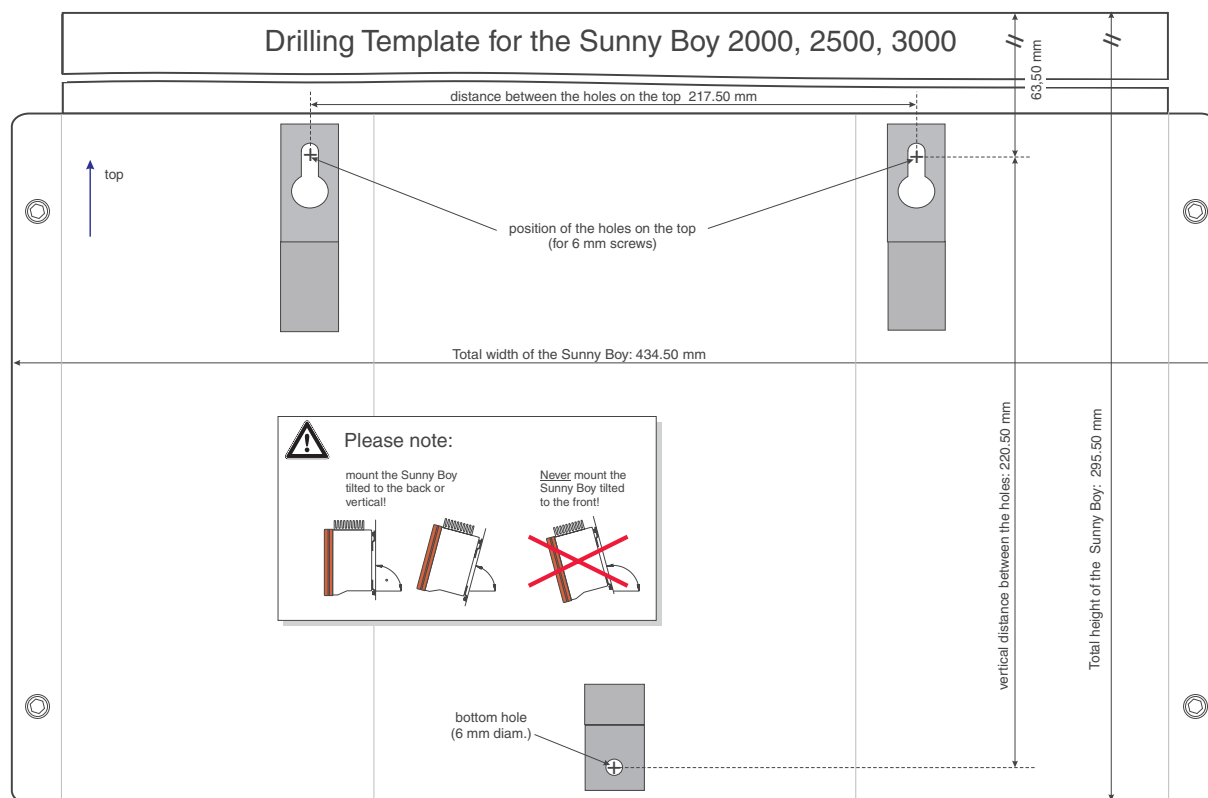 Drilling Template for the Sunny Boy 2000, 2500, 3000
63,50 mm
distance between the holes on the top 217.50 mm
top
position of the holes on the top
(for 6 mm screws)
Total width of the Sunny Boy: 434.50 mm
Please note:
mount the Sunny Boy
tilted to the back or
vertical!
Never mount the
Sunny Boy tilted
to the front!
vertical distance between the holes: 220.50 mm
Total height of the Sunny Boy: 295.50 mm
bottom hole
(6 mm diam.)